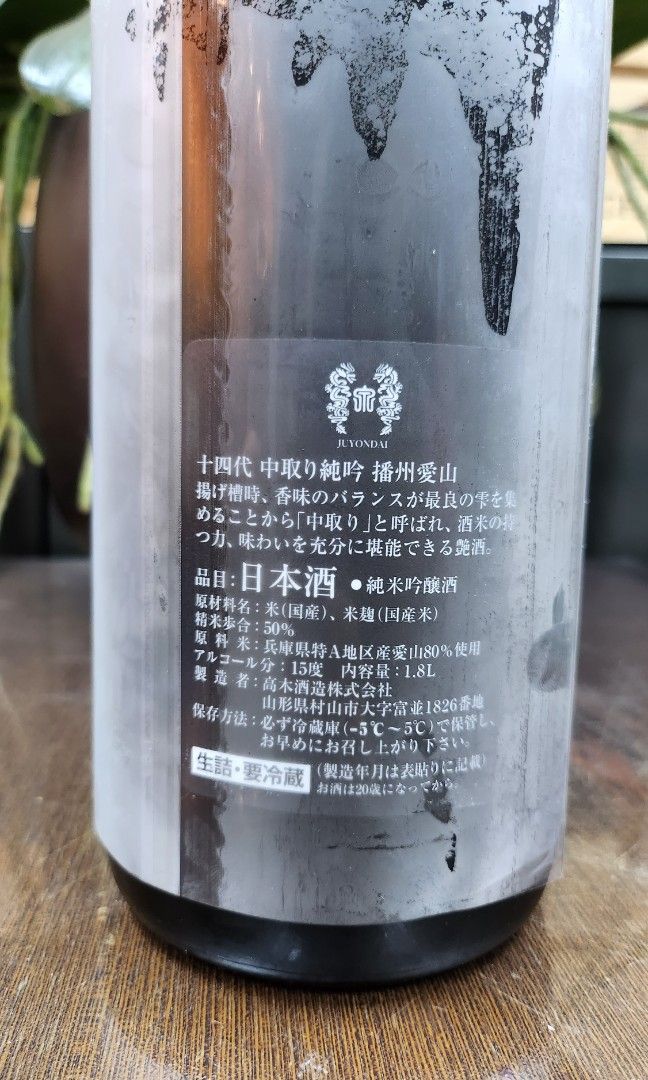 JUYONDAI
十四代 中取り純吟 播州愛山
揚げ槽時、香味のバランスが最良の雫を集
めることから「中取り」と呼ばれ、酒米の持
つ力、味わいを充分に堪能できる艶酒。
品目:日本酒 ●純米吟醸酒
原材料名:米(国産)、米麹(国産米)
精米歩合:50%
原料米:兵庫県特A地区産愛山80%使用
アルコール分:15度 内容量:1.8L
製造者:高木酒造株式会社
山形県村山市大字富並1826番地
保存方法:必ず冷蔵庫(-5℃〜5℃)で保管し、
お早めにお召し上がり下さい。
生詰・要冷蔵 (製造年月は表貼りに記載)
お酒は20歳になってから。